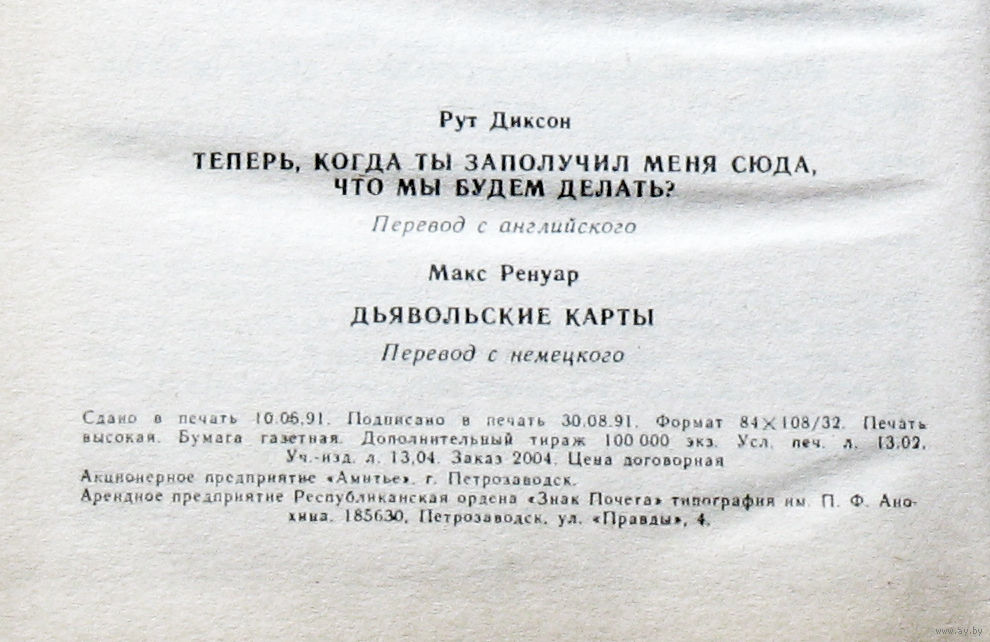 Рут Диксон
ТЕПЕРЬ, КОГДА ТЫ ЗАПОЛУЧИЛ МЕНЯ СЮДА,
ЧТО МЫ БУДЕМ ДЕЛАТЬ?
Перевод с английского
Макс Ренуар
ДЬЯВОЛЬСКИЕ КАРТЫ
Перевод с немецкого
Сдано в печать 10.06.91. Подписано в печать 30.08.91. Формат 84×108/32. Печать
высокая. Бумага газетная. Дополнительный тираж 100 000 экз. Усл. печ. л. 13,02.
Уч.-изд. л. 13,04. Заказ 2004. Цена договорная
Акционерное предприятие «Амитье». г. Петрозаводск.
Арендное предприятие Республиканская ордена «Знак Почета» типография им. П. Ф. Ано-
хина. 185630, Петрозаводск, ул. «Правды», 4.
www.ay.by